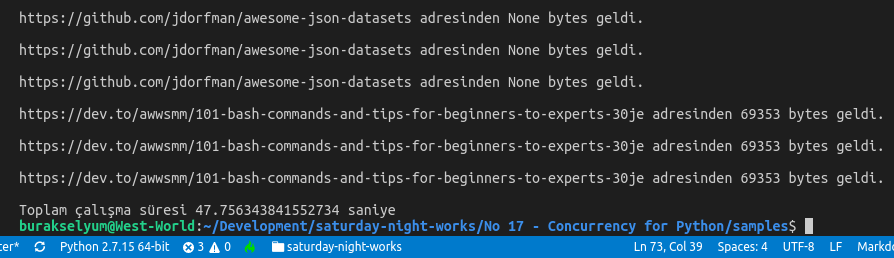 https://github.com/jdorfman/awesome-json-datasets adresinden None bytes geldi.
https://github.com/jdorfman/awesome-json-datasets adresinden None bytes geldi.
https://github.com/jdorfman/awesome-json-datasets adresinden None bytes geldi.
https://dev.to/awwsmm/101-bash-commands-and-tips-for-beginners-to-experts-30je adresinden 69353 bytes geldi.
https://dev.to/awwsmm/101-bash-commands-and-tips-for-beginners-to-experts-30je adresinden 69353 bytes geldi.
https://dev.to/awwsmm/101-bash-commands-and-tips-for-beginners-to-experts-30je adresinden 69353 bytes geldi.
Toplam çalışma süresi 47.756343841552734 saniye
burakselyum@West-World:~/Development/saturday-night-works/No 17 - Concurrency for Python/samples$
ter* Python 2.7.15 64-bit 3 0 saturday-night-works Ln 73, Col 39 Spaces: 4 UTF-8 LF Markdo